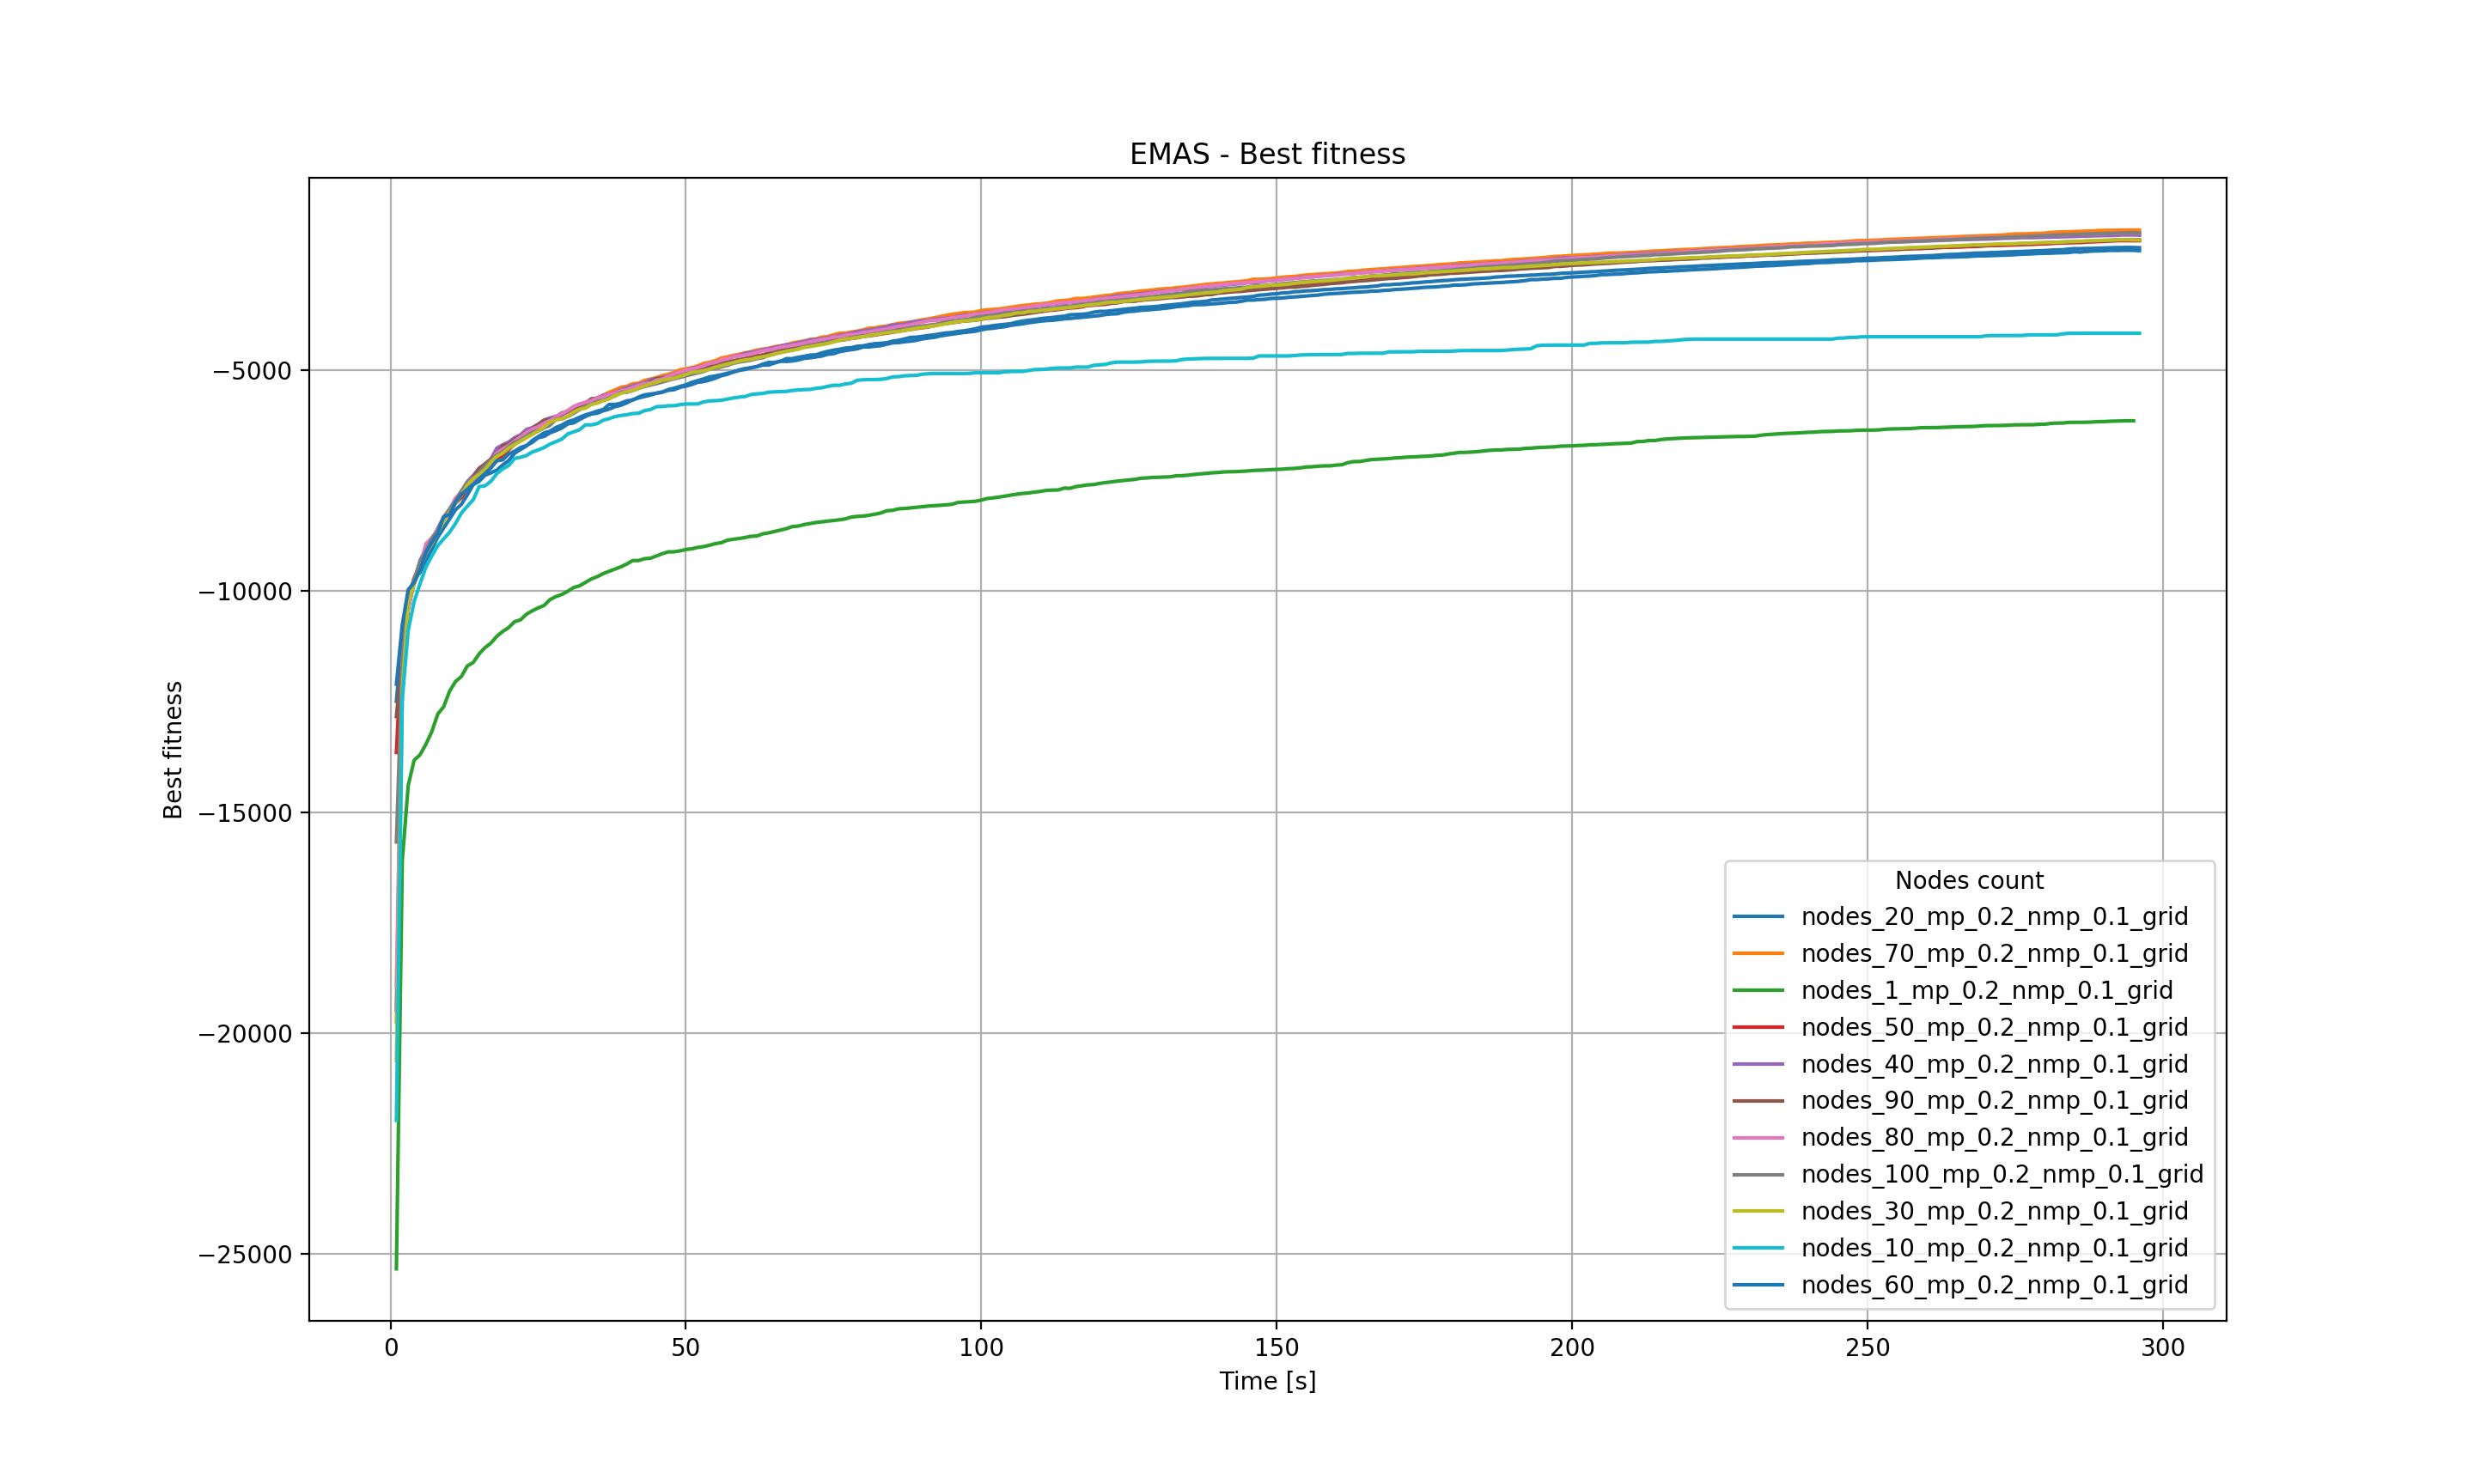 EMAS - Best fitness
Best fitness
−5000
−10000
−15000
−20000
−25000
Nodes count
nodes_20_mp_0.2_nmp_0.1_grid
nodes_70_mp_0.2_nmp_0.1_grid
nodes_1_mp_0.2_nmp_0.1_grid
nodes_50_mp_0.2_nmp_0.1_grid
nodes_40_mp_0.2_nmp_0.1_grid
nodes_90_mp_0.2_nmp_0.1_grid
nodes_80_mp_0.2_nmp_0.1_grid
nodes_100_mp_0.2_nmp_0.1_grid
nodes_30_mp_0.2_nmp_0.1_grid
nodes_10_mp_0.2_nmp_0.1_grid
nodes_60_mp_0.2_nmp_0.1_grid
0 50 100 150 200 250 300
Time [s]